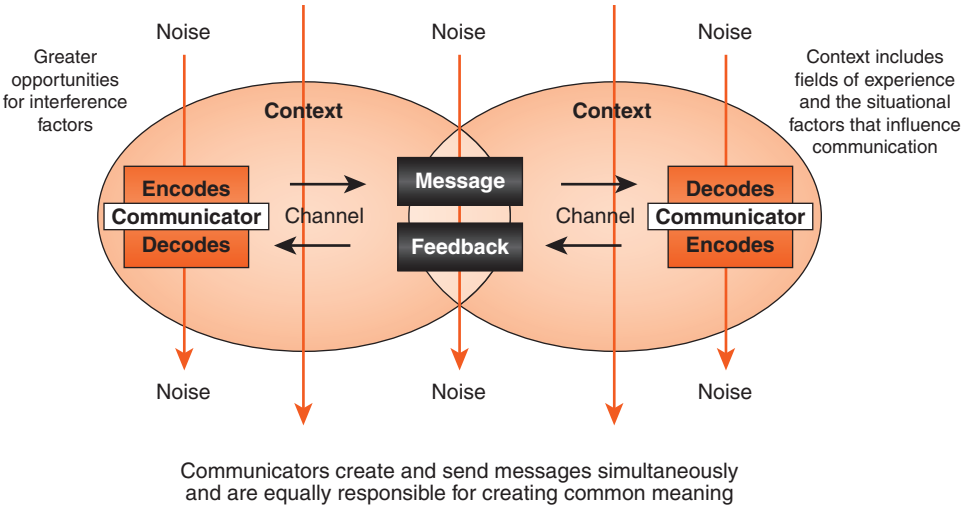 Noise
Noise
Noise
Greater
opportunities
for interference
factors
Context includes
fields of experience
and the situational
factors that influence
communication
Context
Context
Encodes
Communicator
Decodes
Channel
Message
Feedback
Channel
Decodes
Communicator
Encodes
Noise
Noise
Noise
Communicators create and send messages simultaneously
and are equally responsible for creating common meaning